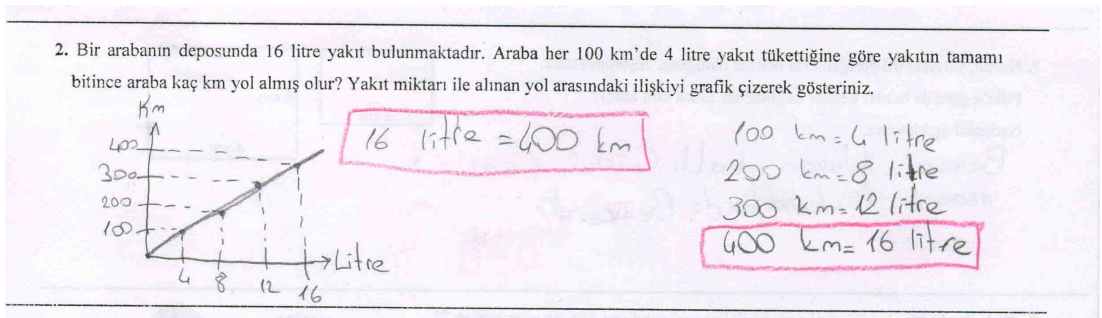 2. Bir arabanın deposunda 16 litre yakıt bulunmaktadır. Araba her 100 km'de 4 litre yakıt tükettiğine göre yakıtın tamamı
bitince araba kaç km yol almış olur? Yakıt miktarı ile alınan yol arasındaki ilişkiyi grafik çizerek gösteriniz.
Km
400
300
200
100
4 8 12 16
Litre
16 litre = 400 km
100 km = 4 litre
200 km = 8 litre
300 km = 12 litre
400 km = 16 litre